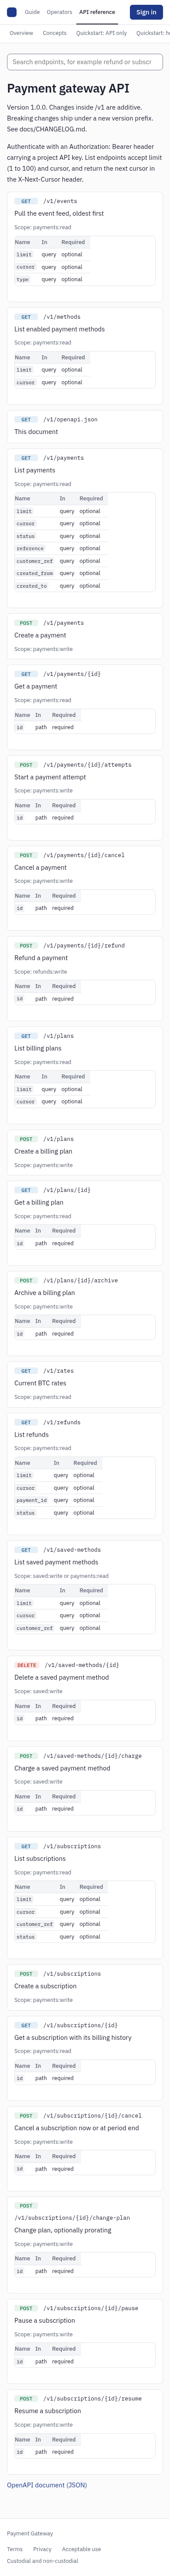 Guide Operators API reference Sign in
Overview Concepts Quickstart: API only Quickstart: h
Search endpoints, for example refund or subscr
Payment gateway API
Version 1.0.0. Changes inside /v1 are additive.
Breaking changes ship under a new version prefix.
See docs/CHANGELOG.md.
Authenticate with an Authorization: Bearer header
carrying a project API key. List endpoints accept limit
(1 to 100) and cursor, and return the next cursor in
the X-Next-Cursor header.
GET /v1/events
Pull the event feed, oldest first
Scope: payments:read
Name In Required
limit query optional
cursor query optional
type query optional
GET /v1/methods
List enabled payment methods
Scope: payments:read
Name In Required
limit query optional
cursor query optional
GET /v1/openapi.json
This document
GET /v1/payments
List payments
Scope: payments:read
Name In Required
limit query optional
cursor query optional
status query optional
reference query optional
customer_ref query optional
created_from query optional
created_to query optional
POST /v1/payments
Create a payment
Scope: payments:write
GET /v1/payments/{id}
Get a payment
Scope: payments:read
Name In Required
id path required
POST /v1/payments/{id}/attempts
Start a payment attempt
Scope: payments:write
Name In Required
id path required
POST /v1/payments/{id}/cancel
Cancel a payment
Scope: payments:write
Name In Required
id path required
POST /v1/payments/{id}/refund
Refund a payment
Scope: refunds:write
Name In Required
id path required
GET /v1/plans
List billing plans
Scope: payments:read
Name In Required
limit query optional
cursor query optional
POST /v1/plans
Create a billing plan
Scope: payments:write
GET /v1/plans/{id}
Get a billing plan
Scope: payments:read
Name In Required
id path required
POST /v1/plans/{id}/archive
Archive a billing plan
Scope: payments:write
Name In Required
id path required
GET /v1/rates
Current BTC rates
Scope: payments:read
GET /v1/refunds
List refunds
Scope: payments:read
Name In Required
limit query optional
cursor query optional
payment_id query optional
status query optional
GET /v1/saved-methods
List saved payment methods
Scope: saved:write or payments:read
Name In Required
limit query optional
cursor query optional
customer_ref query optional
DELETE /v1/saved-methods/{id}
Delete a saved payment method
Scope: saved:write
Name In Required
id path required
POST /v1/saved-methods/{id}/charge
Charge a saved payment method
Scope: saved:write
Name In Required
id path required
GET /v1/subscriptions
List subscriptions
Scope: payments:read
Name In Required
limit query optional
cursor query optional
customer_ref query optional
status query optional
POST /v1/subscriptions
Create a subscription
Scope: payments:write
GET /v1/subscriptions/{id}
Get a subscription with its billing history
Scope: payments:read
Name In Required
id path required
POST /v1/subscriptions/{id}/cancel
Cancel a subscription now or at period end
Scope: payments:write
Name In Required
id path required
POST
/v1/subscriptions/{id}/change-plan
Change plan, optionally prorating
Scope: payments:write
Name In Required
id path required
POST /v1/subscriptions/{id}/pause
Pause a subscription
Scope: payments:write
Name In Required
id path required
POST /v1/subscriptions/{id}/resume
Resume a subscription
Scope: payments:write
Name In Required
id path required
OpenAPI document (JSON)
Payment Gateway
Terms Privacy Acceptable use
Custodial and non-custodial